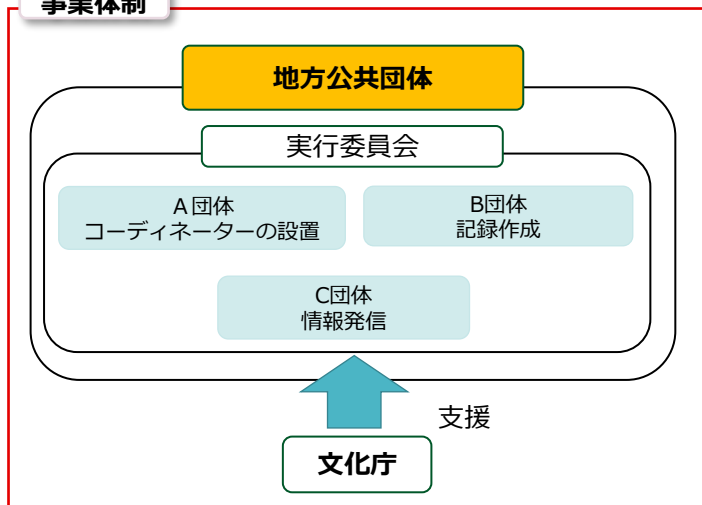 事業体制
地方公共団体
実行委員会
A団体
コーディネーターの設置
B団体
記録作成
C団体
情報発信
支援
文化庁